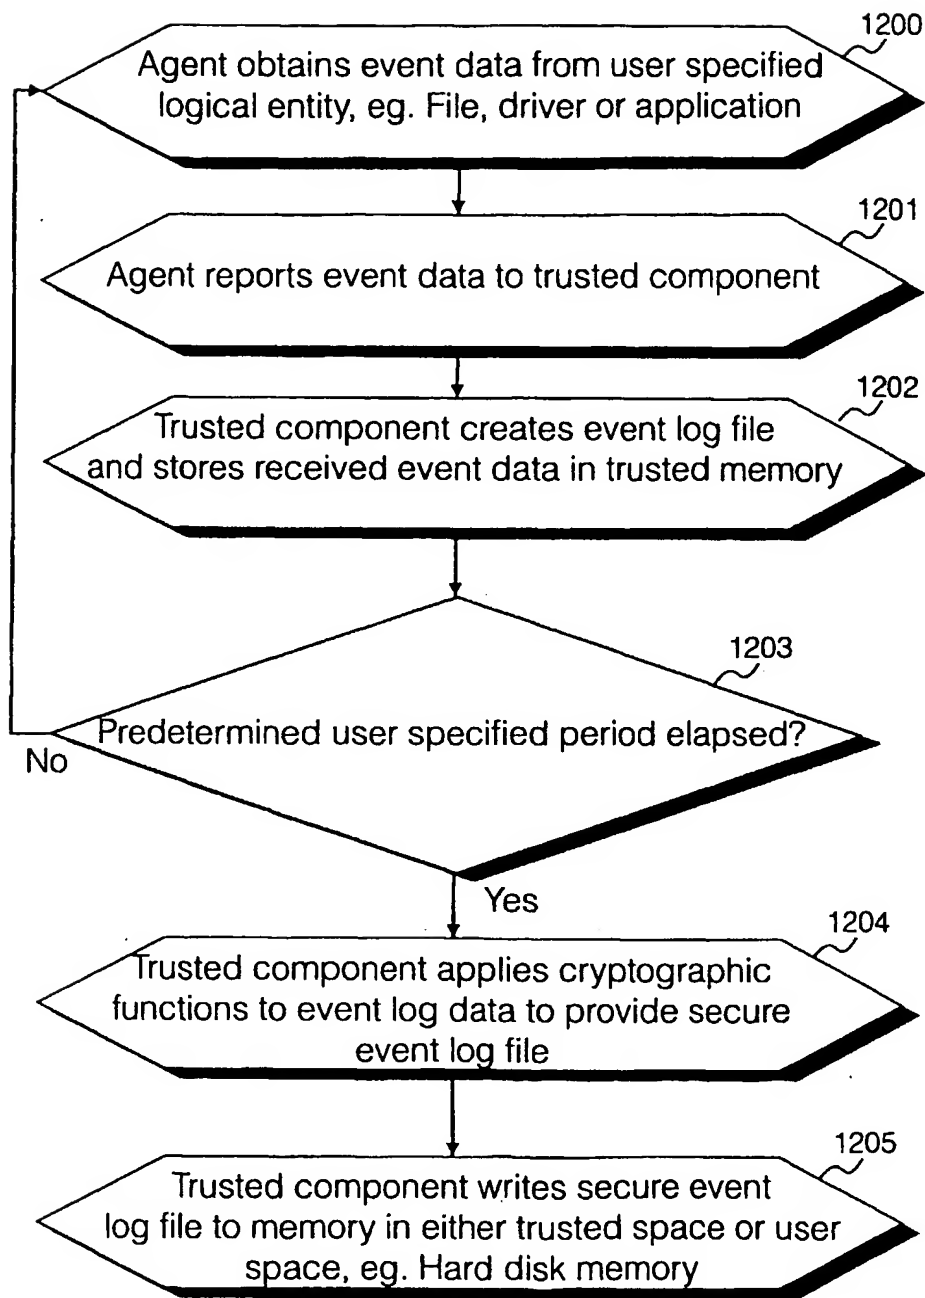 1200
Agent obtains event data from user specified
logical entity, eg. File, driver or application
1201
Agent reports event data to trusted component
1202
Trusted component creates event log file
and stores received event data in trusted memory
1203
Predetermined user specified period elapsed?
No
Yes
1204
Trusted component applies cryptographic
functions to event log data to provide secure
event log file
1205
Trusted component writes secure event
log file to memory in either trusted space or user
space, eg. Hard disk memory